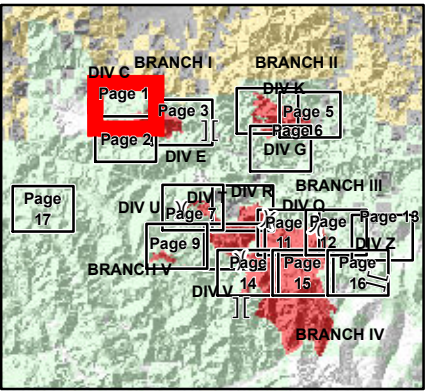 BRANCH I
BRANCH II
DIV C
DIV K
Page 1
Page 3
Page 5
Page 6
Page 2
DIV E
DIV G
BRANCH III
DIV R
Page
17
DIV U
Page 7
DIV O
Page 13
Page
11
Page
12
Page 9
DIV Z
BRANCH V
Page
14
Page
15
Page
16
DIV V
][
BRANCH IV